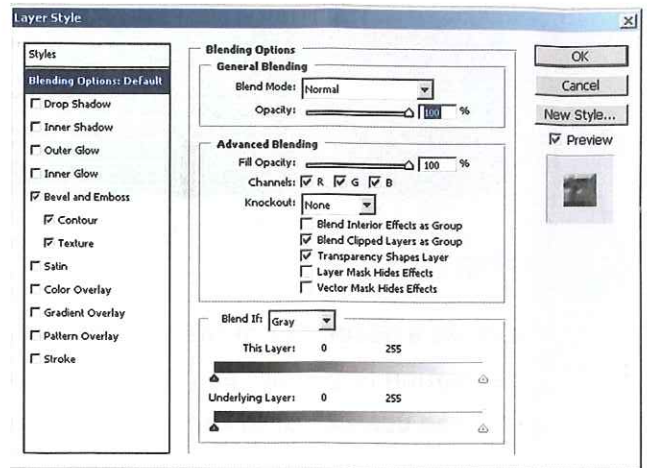 Layer Style
Styles
Blending Options: Default
Drop Shadow
Inner Shadow
Outer Glow
Inner Glow
Bevel and Emboss
Contour
Texture
Satin
Color Overlay
Gradient Overlay
Pattern Overlay
Stroke
Blending Options
General Blending
Blend Mode: Normal
Opacity: 100 %
Advanced Blending
Fill Opacity: 100 %
Channels: R G B
Knockout: None
Blend Interior Effects as Group
Blend Clipped Layers as Group
Transparency Shapes Layer
Layer Mask Hides Effects
Vector Mask Hides Effects
Blend If: Gray
This Layer: 0 255
Underlying Layer: 0 255
OK
Cancel
New Style...
Preview